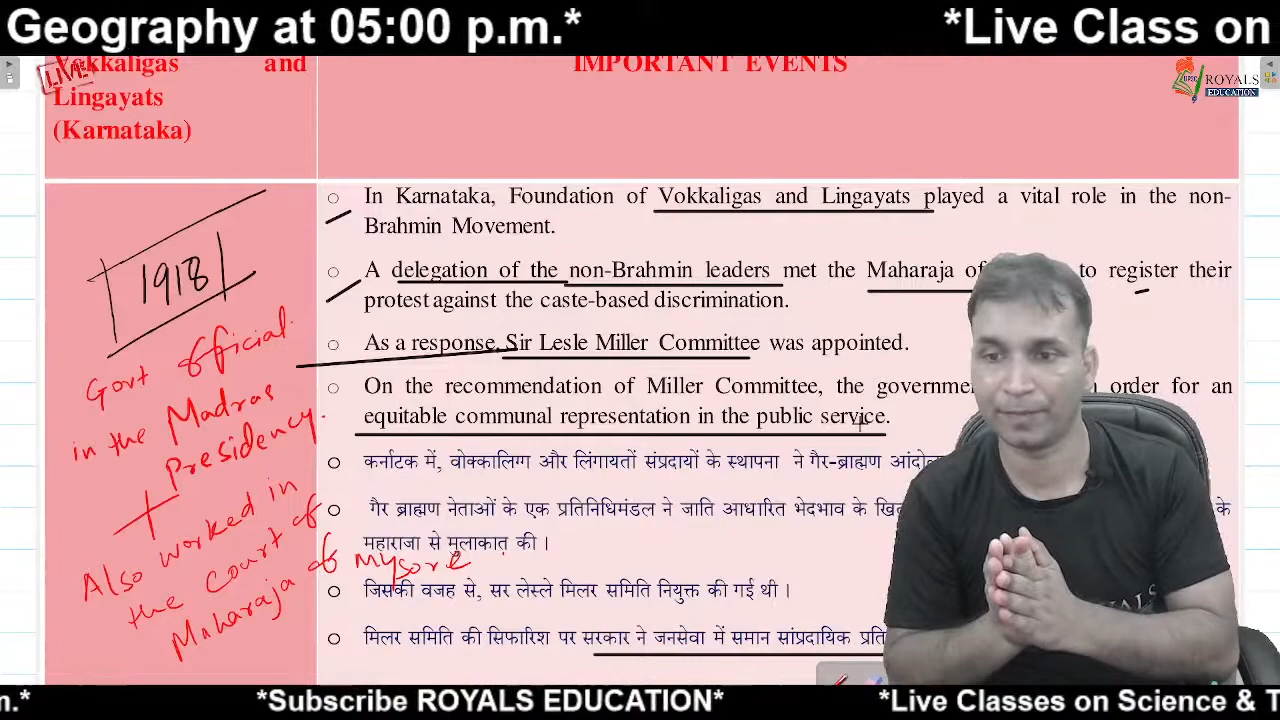 Geography at 05:00 p.m.* *Live Class on
Vokkaligas and
Lingayats
(Karnataka)
LIVE
IMPORTANT EVENTS
UPSC ROYALS
EDUCATION
○ In Karnataka, Foundation of Vokkaligas and Lingayats played a vital role in the non-
Brahmin Movement.
○ A delegation of the non-Brahmin leaders met the Maharaja of to register their
protest against the caste-based discrimination.
○ As a response, Sir Lesle Miller Committee was appointed.
○ On the recommendation of Miller Committee, the order for an
equitable communal representation in the public service.
○ कर्नाटक में, वोक्कालिग्ग और लिंगायतों संप्रदायों के स्थापना ने गैर-ब्राह्मण
○ गैर ब्राह्मण नेताओं के एक प्रतिनिधिमंडल ने जाति आधारित भेदभाव के के
महाराजा से मुलाकात की ।
○ जिसकी वजह से, सर लेस्ले मिलर समिति नियुक्त की गई थी ।
○ मिलर समिति की सिफारिश पर सरकार ने जनसेवा में समान सांप्रदायिक
1918
Govt official
in the Madras
Presidency.
+
Also worked in
the court of
Maharaja of Mysore
.m.* *Subscribe ROYALS EDUCATION* *Live Classes on Science & T